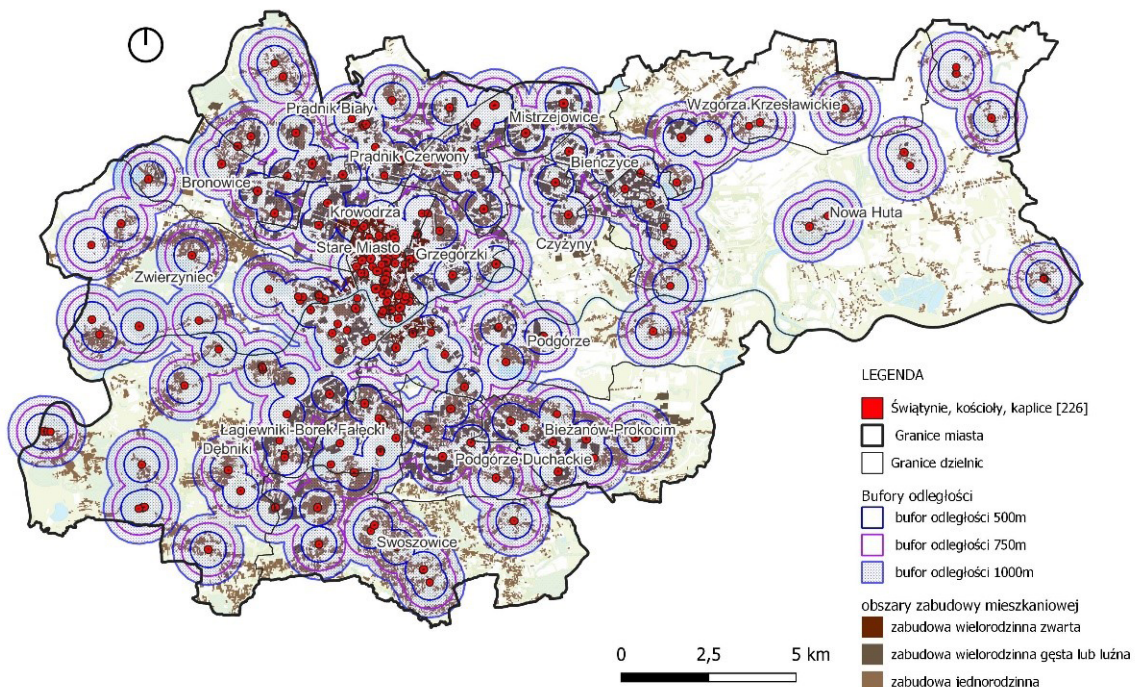 Prądnik Biały
Mistrzejowice
Wzgórza Krzesławickie
Prądnik Czerwony
Bieńczyce
Bronowice
Krowodrza
Nowa Huta
Stare Miasto
Grzegórzki
Czyżyny
Zwierzyniec
Podgórze
Łagiewniki-Borek Fałęcki
Bieżanów-Prokocim
Dębniki
Podgórze Duchackie
Swoszowice
LEGENDA
Świątynie, kościoły, kaplice [226]
Granice miasta
Granice dzielnic
Bufory odległości
bufor odległości 500m
bufor odległości 750m
bufor odległości 1000m
obszary zabudowy mieszkaniowej
zabudowa wielorodzinna zwarta
zabudowa wielorodzinna gęsta lub luźna
zabudowa jednorodzinna
0 2,5 5 km